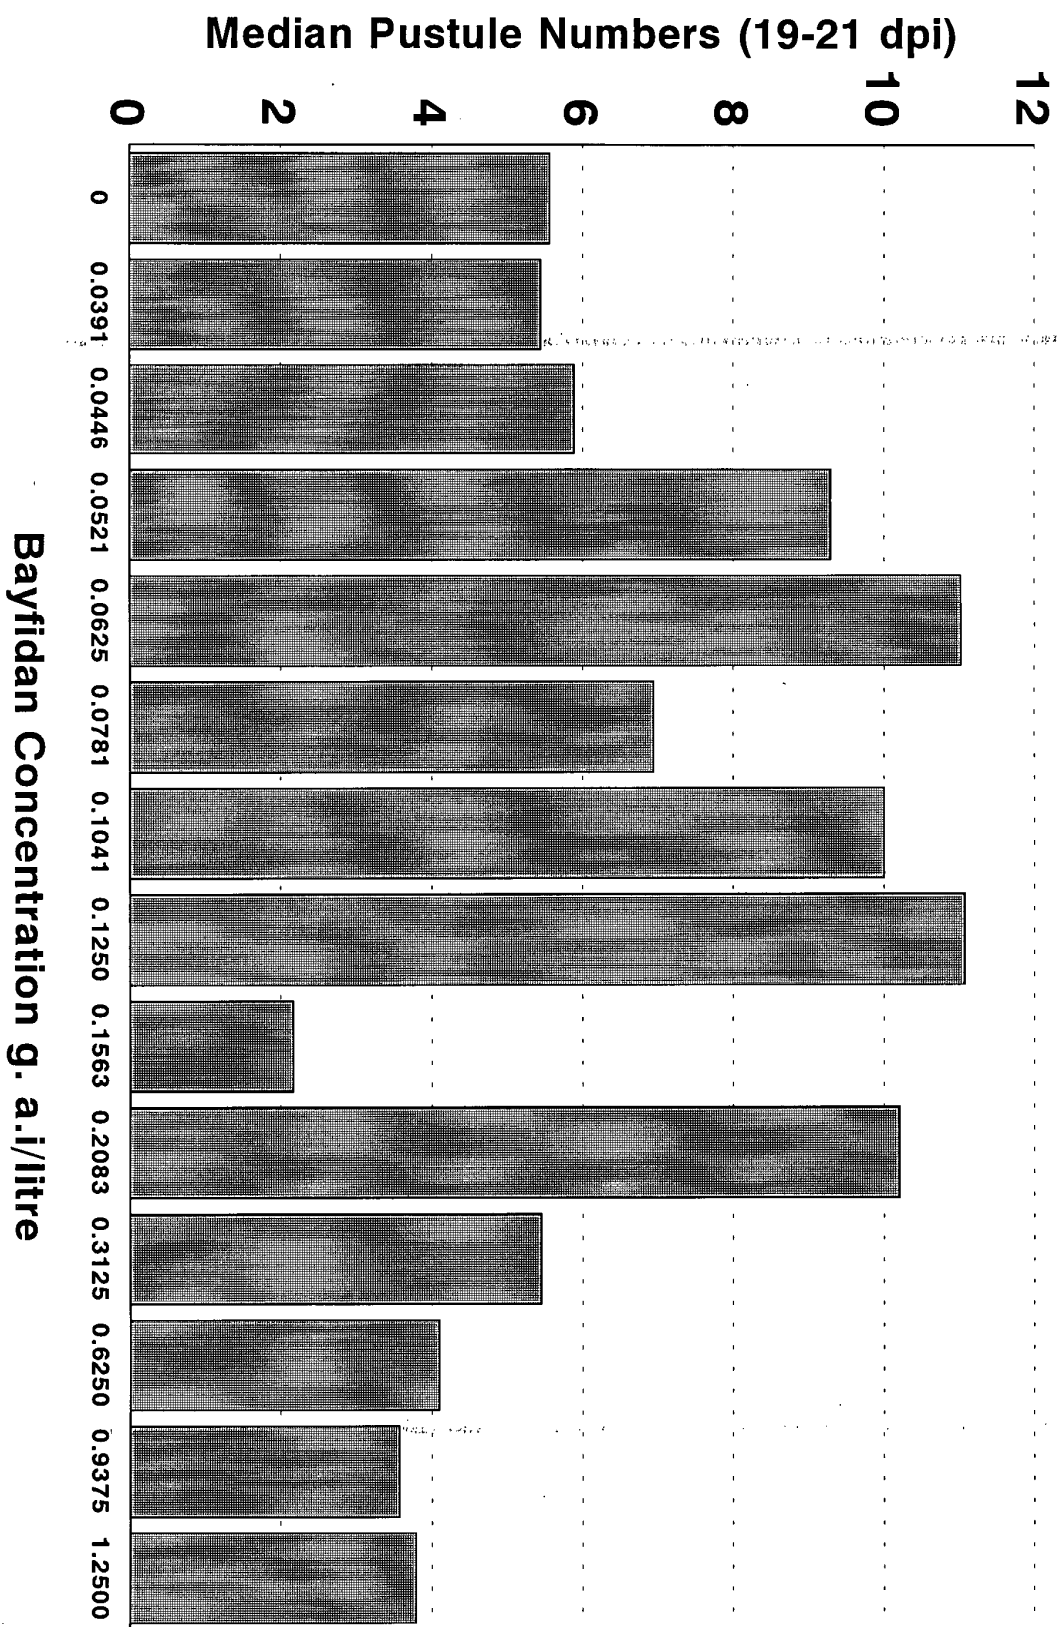 Median Pustule Numbers (19-21 dpi)
12
10
8
6
4
2
0
0 0.0391 0.0446 0.0521 0.0625 0.0781 0.1041 0.1250 0.1563 0.2083 0.3125 0.6250 0.9375 1.2500
Bayfidan Concentration g. a.i/litre